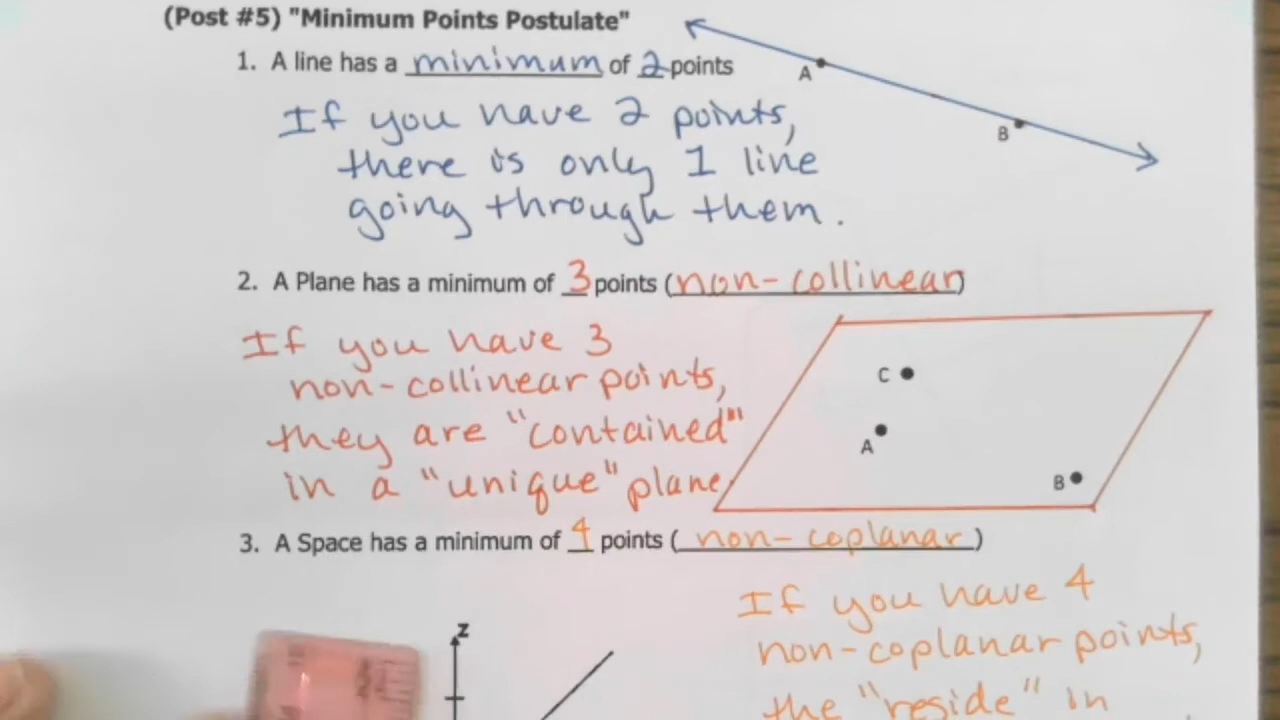 (Post #5) "Minimum Points Postulate"
1. A line has a minimum of 2 points
A
B
If you have 2 points,
there is only 1 line
going through them.
2. A Plane has a minimum of 3 points (non-collinear)
If you have 3
non-collinear points,
they are "contained"
in a "unique" plane.
C
A
B
3. A Space has a minimum of 4 points (non-coplanar)
If you have 4
non-coplanar points,
the "reside" in
z